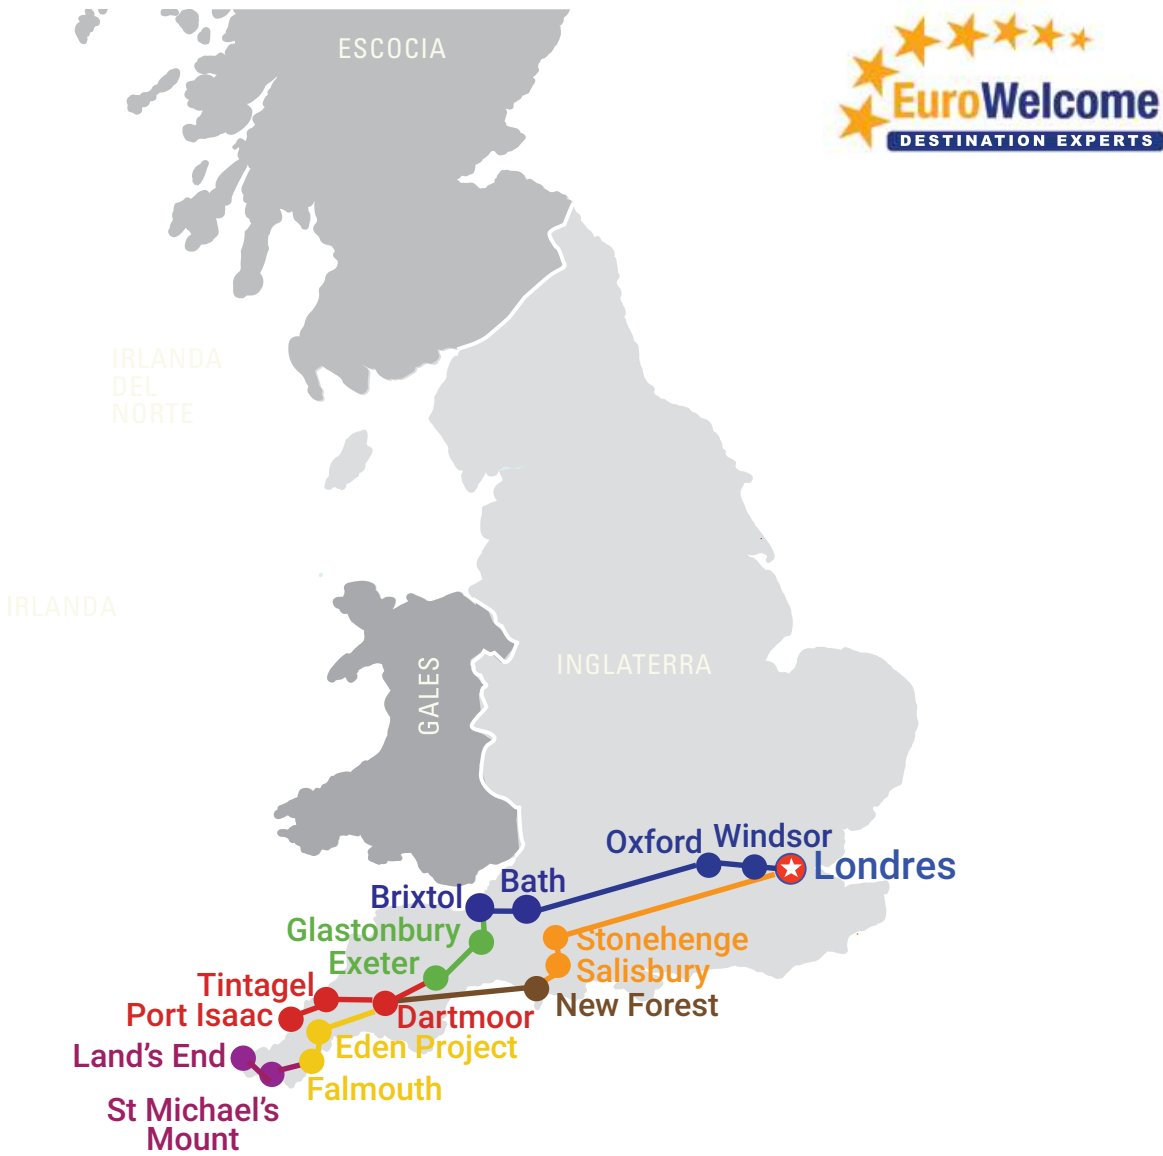 ESCOCIA
EuroWelcome
DESTINATION EXPERTS
IRLANDA
DEL
NORTE
IRLANDA
GALES
INGLATERRA
Oxford
Windsor
Londres
Bath
Brixtol
Glastonbury
Stonehenge
Exeter
Salisbury
Tintagel
New Forest
Port Isaac
Dartmoor
Eden Project
Land's End
Falmouth
St Michael's
Mount